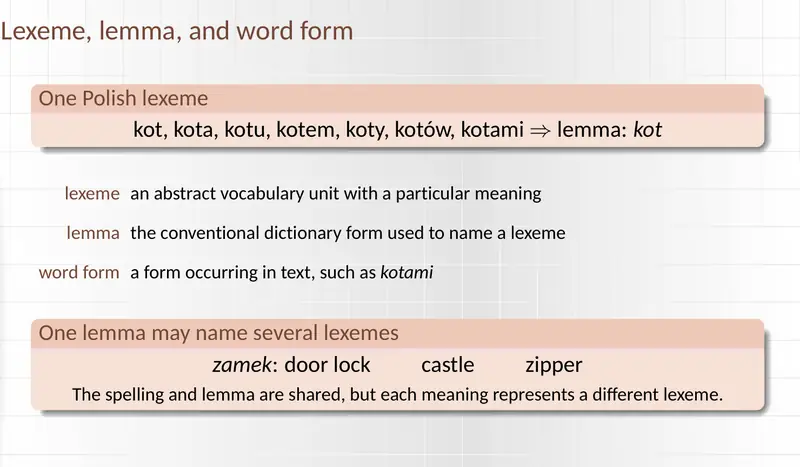 Lexeme, lemma, and word form
One Polish lexeme
kot, kota, kotu, kotem, koty, kotów, kotami ⇒ lemma: kot
lexeme an abstract vocabulary unit with a particular meaning
lemma the conventional dictionary form used to name a lexeme
word form a form occurring in text, such as kotami
One lemma may name several lexemes
zamek: door lock castle zipper
The spelling and lemma are shared, but each meaning represents a different lexeme.